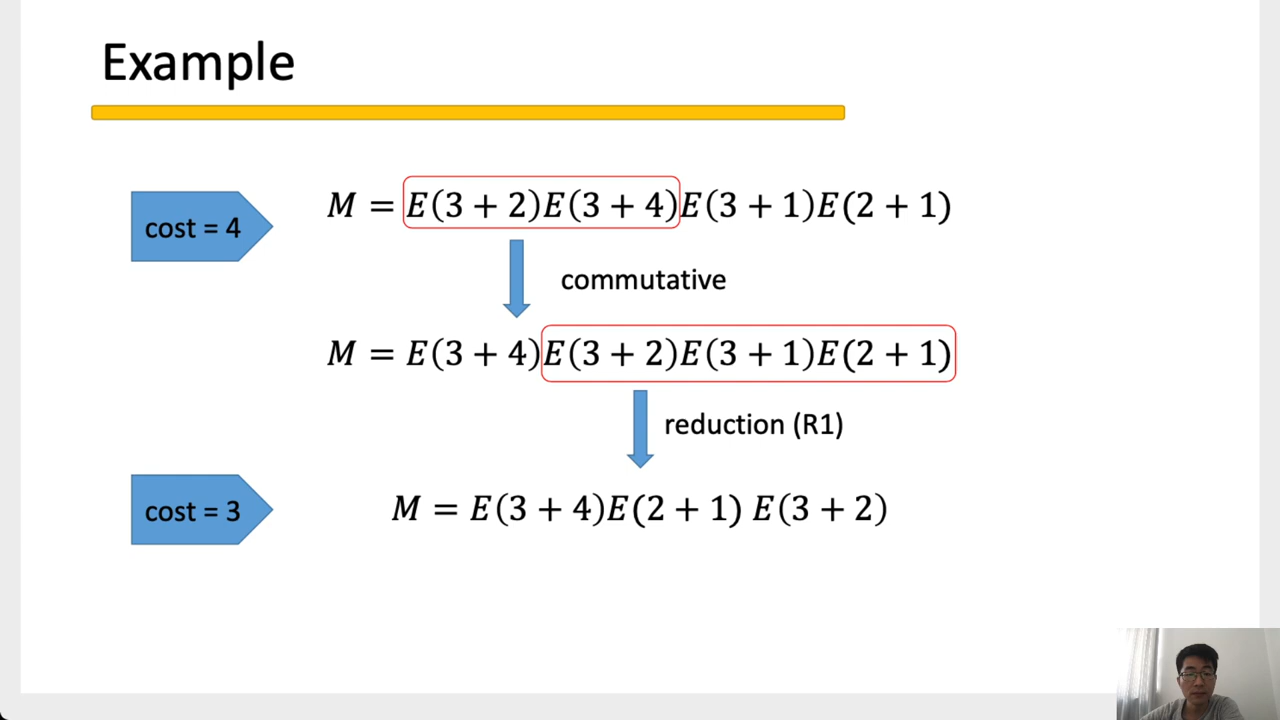 Example
cost = 4
M = E(3 + 2)E(3 + 4)E(3 + 1)E(2 + 1)
commutative
M = E(3 + 4)E(3 + 2)E(3 + 1)E(2 + 1)
reduction (R1)
cost = 3
M = E(3 + 4)E(2 + 1) E(3 + 2)